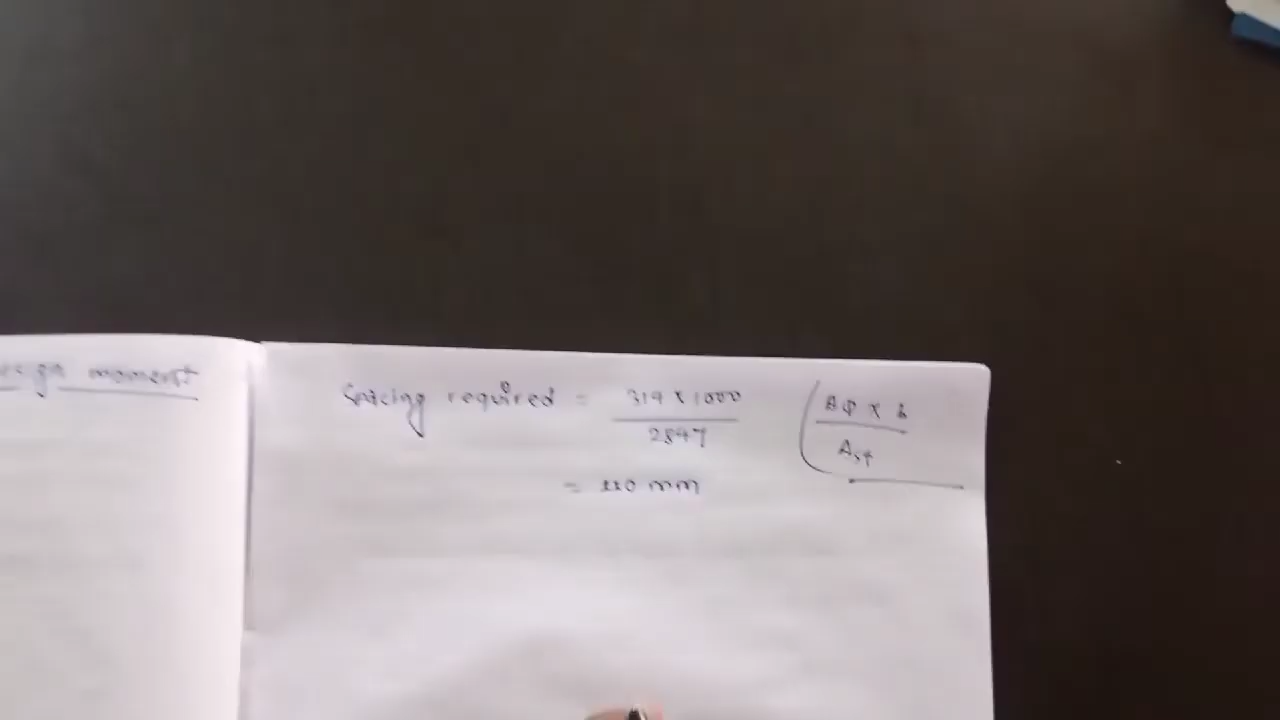 moment
Spacing required = 314 x 1000 / 2847 (Aφ x b / Ast
= 110 mm